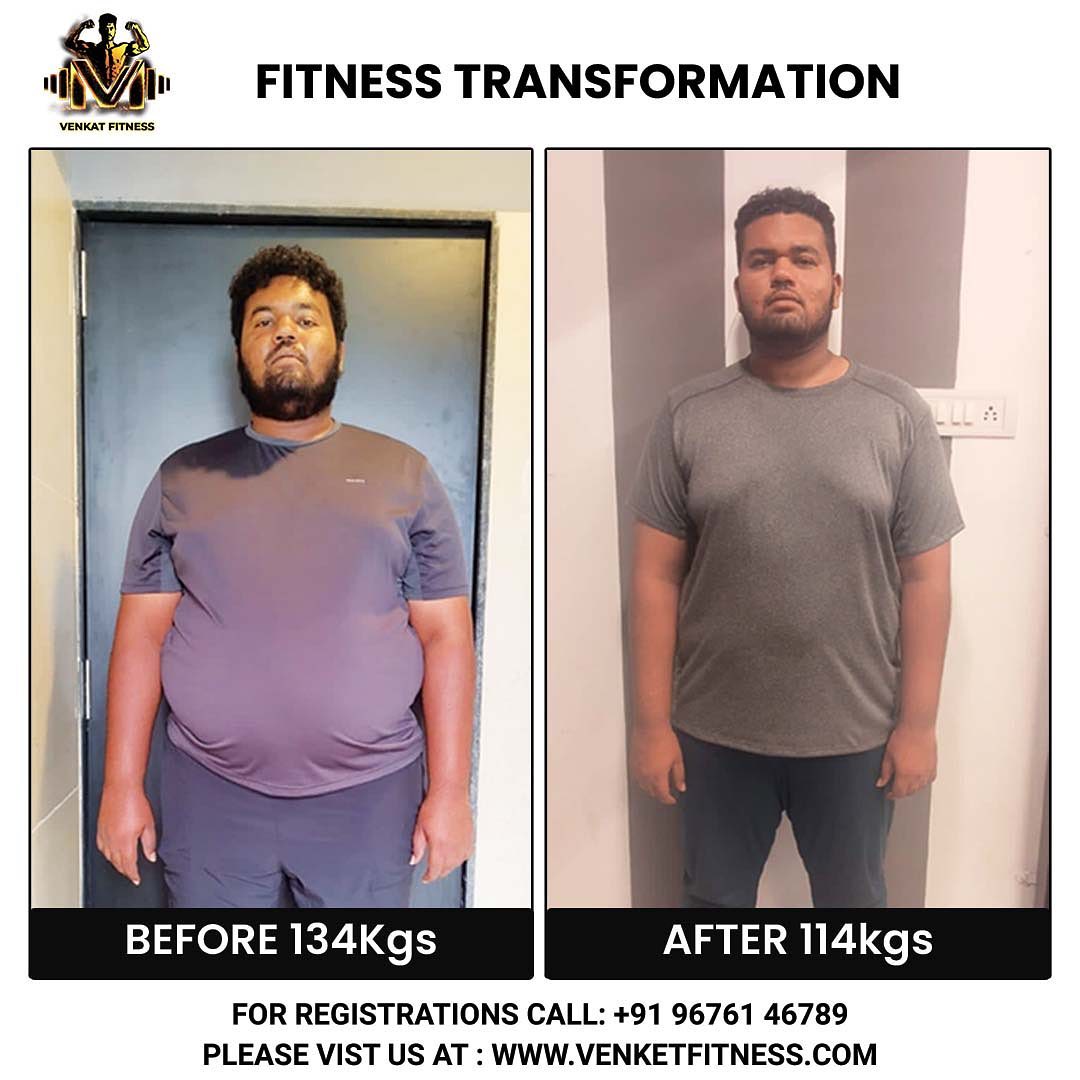 VENKAT FITNESS
FITNESS TRANSFORMATION
BEFORE 134Kgs
AFTER 114kgs
FOR REGISTRATIONS CALL: +91 96761 46789
PLEASE VIST US AT : WWW.VENKETFITNESS.COM